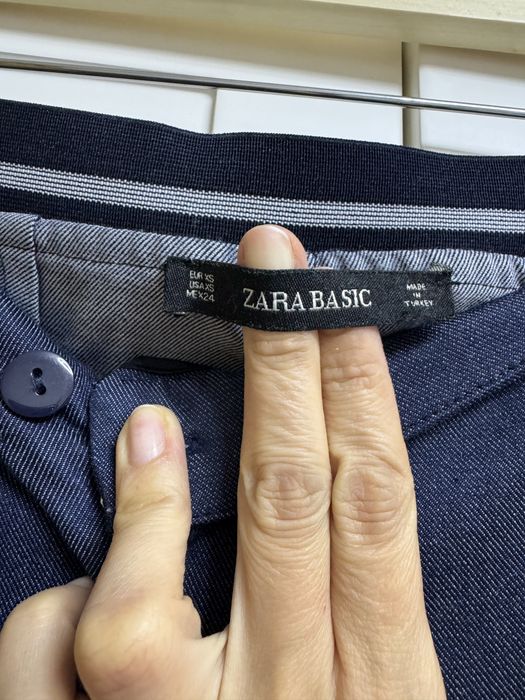 EUR XS
USA XS
MEX 24
ZARA BASIC
MADE
IN
TURKEY